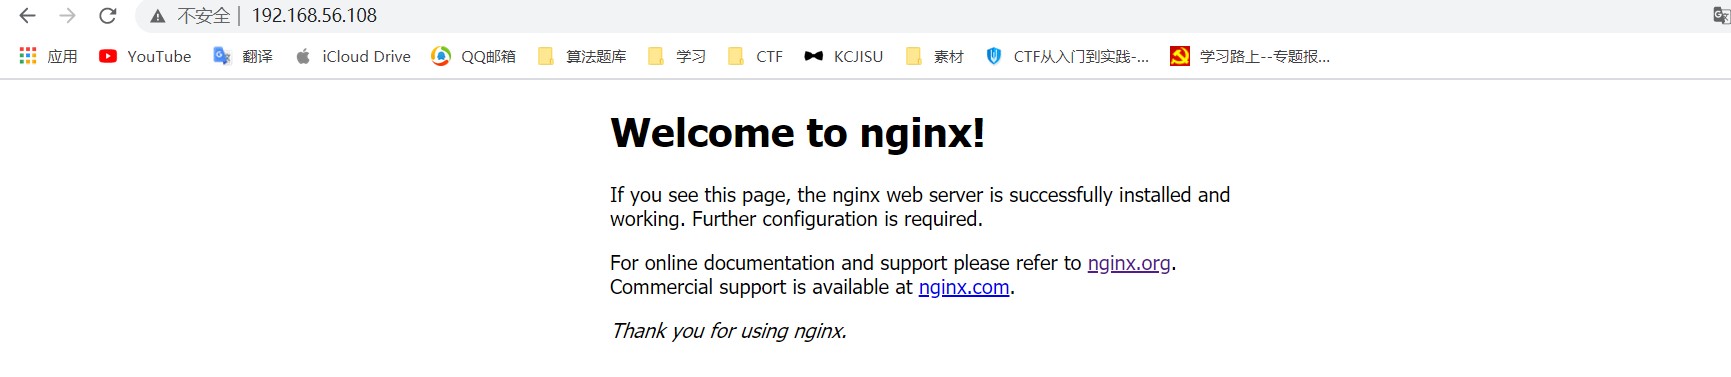 不安全 | 192.168.56.108
应用 YouTube 翻译 iCloud Drive QQ邮箱 算法题库 学习 CTF KCJISU 素材 CTF从入门到实践-... 学习路上--专题报...
Welcome to nginx!
If you see this page, the nginx web server is successfully installed and
working. Further configuration is required.
For online documentation and support please refer to nginx.org.
Commercial support is available at nginx.com.
Thank you for using nginx.